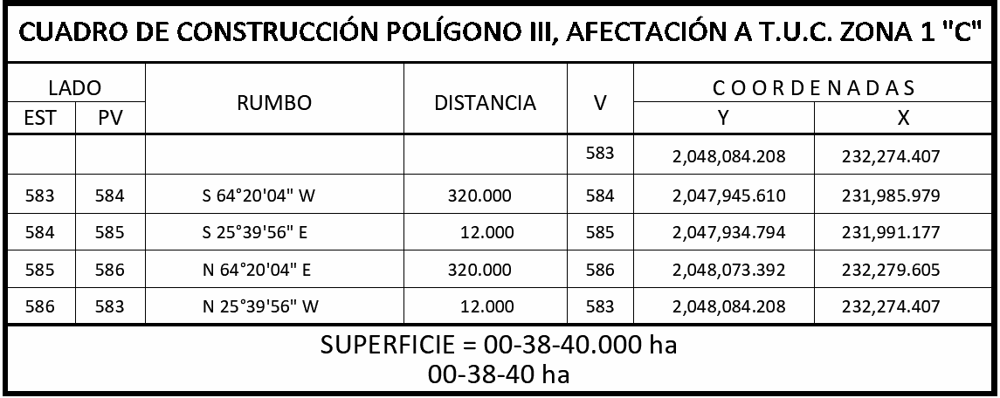 CUADRO DE CONSTRUCCIÓN POLÍGONO III, AFECTACIÓN A T.U.C. ZONA 1 "C"
LADO RUMBO DISTANCIA V C O O R D E N A D A S
EST PV Y X
583 2,048,084.208 232,274.407
583 584 S 64°20'04" W 320.000 584 2,047,945.610 231,985.979
584 585 S 25°39'56" E 12.000 585 2,047,934.794 231,991.177
585 586 N 64°20'04" E 320.000 586 2,048,073.392 232,279.605
586 583 N 25°39'56" W 12.000 583 2,048,084.208 232,274.407
SUPERFICIE = 00-38-40.000 ha
00-38-40 ha